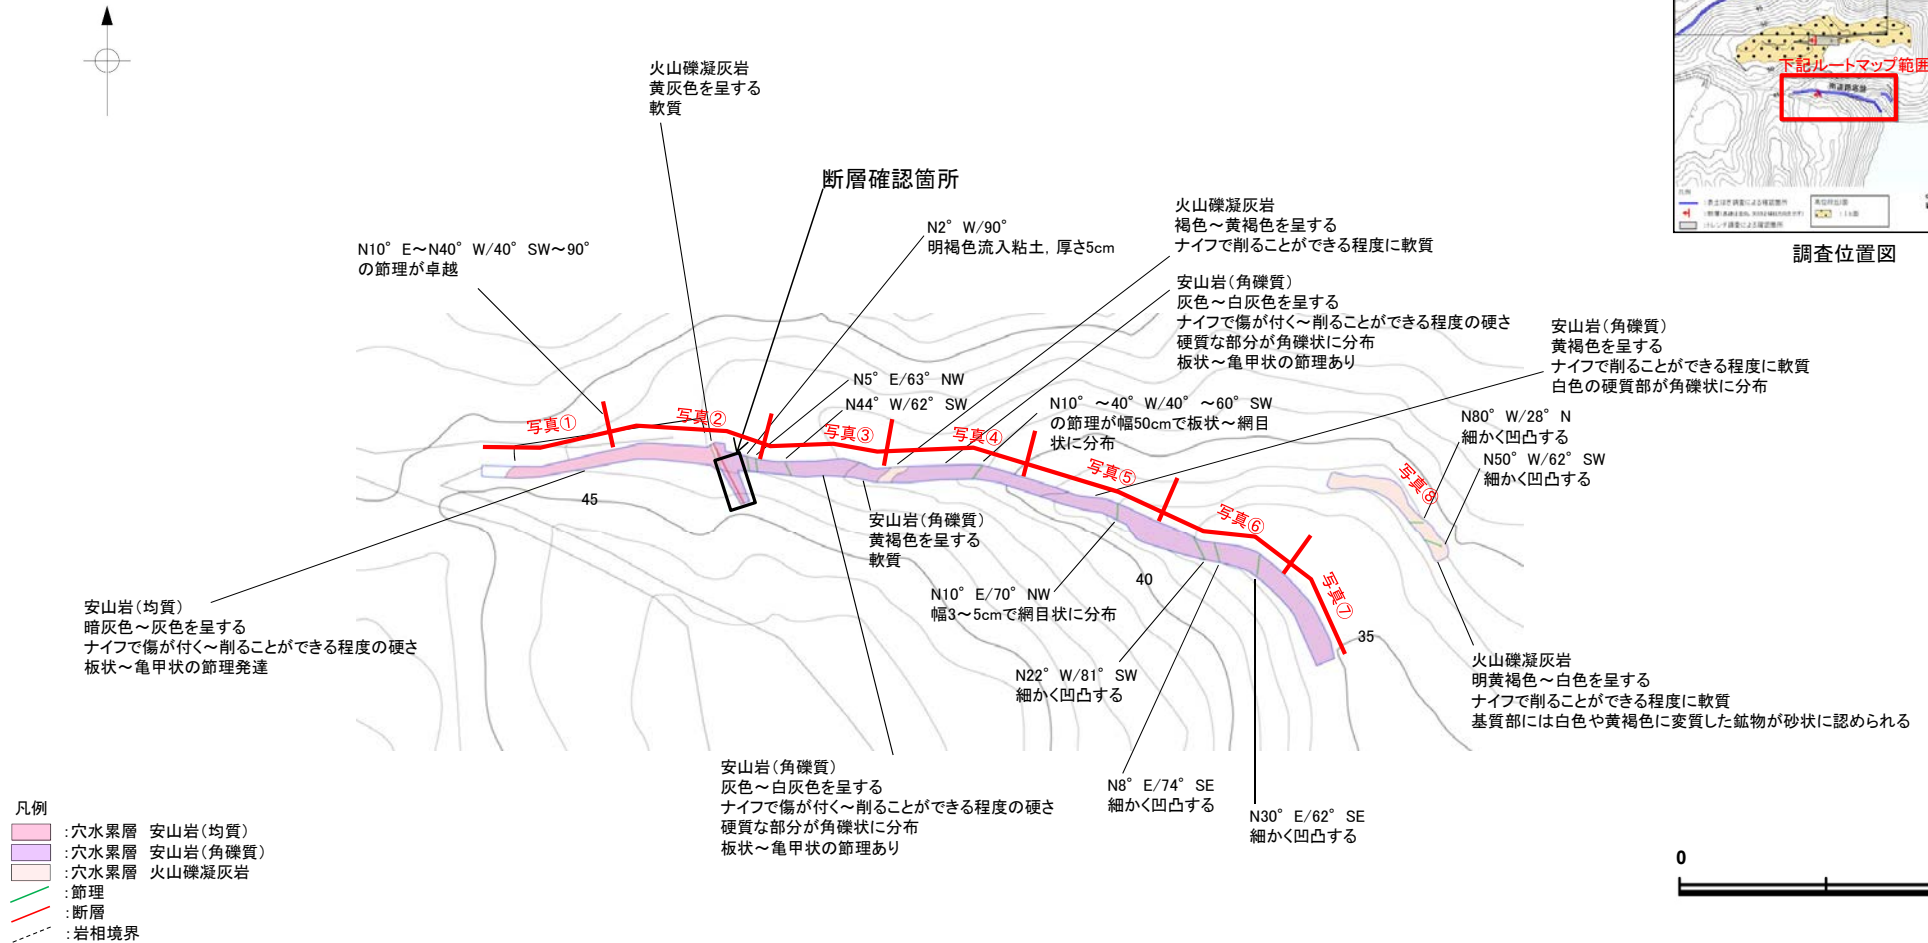 下記ルートマップ範囲
調査位置図
火山礫凝灰岩
黄灰色を呈する
軟質
断層確認箇所
N2° W/90°
明褐色流入粘土, 厚さ5cm
火山礫凝灰岩
褐色～黄褐色を呈する
ナイフで削ることができる程度に軟質
N10° E～N40° W/40° SW～90°
の節理が卓越
安山岩(角礫質)
灰色～白灰色を呈する
ナイフで傷が付く～削ることができる程度の硬さ
硬質な部分が角礫状に分布
板状～亀甲状の節理あり
安山岩(角礫質)
黄褐色を呈する
ナイフで削ることができる程度に軟質
白色の硬質部が角礫状に分布
N5° E/63° NW
N44° W/62° SW
N10° ～40° W/40° ～60° SW
の節理が幅50cmで板状～網目
状に分布
N80° W/28° N
細かく凹凸する
N50° W/62° SW
細かく凹凸する
写真①
写真②
写真③
写真④
写真⑤
写真⑥
写真⑦
写真⑧
45
40
35
安山岩(角礫質)
黄褐色を呈する
軟質
N10° E/70° NW
幅3～5cmで網目状に分布
安山岩(均質)
暗灰色～灰色を呈する
ナイフで傷が付く～削ることができる程度の硬さ
板状～亀甲状の節理発達
N22° W/81° SW
細かく凹凸する
火山礫凝灰岩
明黄褐色～白色を呈する
ナイフで削ることができる程度に軟質
基質部には白色や黄褐色に変質した鉱物が砂状に認められる
安山岩(角礫質)
灰色～白灰色を呈する
ナイフで傷が付く～削ることができる程度の硬さ
硬質な部分が角礫状に分布
板状～亀甲状の節理あり
N8° E/74° SE
細かく凹凸する
N30° E/62° SE
細かく凹凸する
凡例
:穴水累層 安山岩(均質)
:穴水累層 安山岩(角礫質)
:穴水累層 火山礫凝灰岩
:節理
:断層
:岩相境界
0